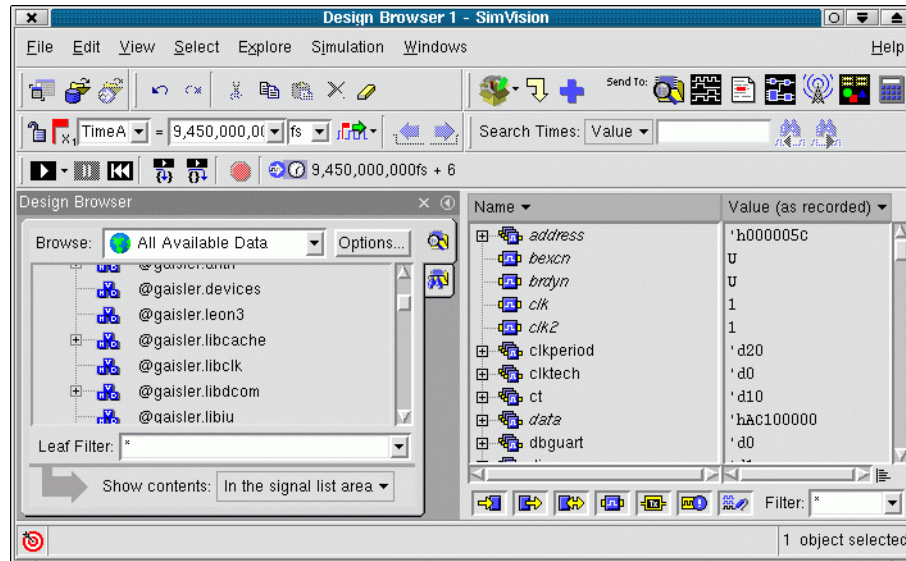 Design Browser 1 - SimVision
File Edit View Select Explore Simulation Windows Help
Send To:
TimeA = 9,450,000,0( fs Search Times: Value
9,450,000,000fs + 6
Design Browser
Browse: All Available Data Options...
@gaisler.devices
@gaisler.leon3
@gaisler.libcache
@gaisler.libclk
@gaisler.libdcom
@gaisler.libiu
Leaf Filter: *
Show contents: In the signal list area
Name Value (as recorded)
address 'h000005C
bexcn U
brdyn U
clk 1
clk2 1
clkperiod 'd20
clktech 'd0
ct 'd10
data 'hAC100000
dbguart 'd0
Filter: *
1 object selected